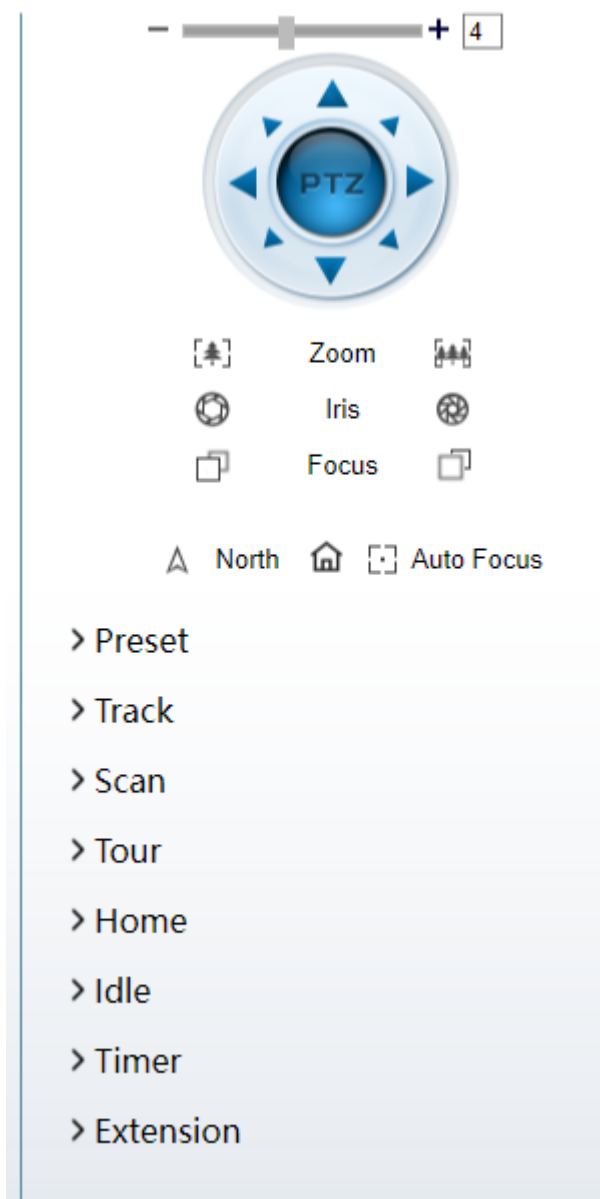 4
PTZ
Zoom
Iris
Focus
North Auto Focus
Preset
Track
Scan
Tour
Home
Idle
Timer
Extension